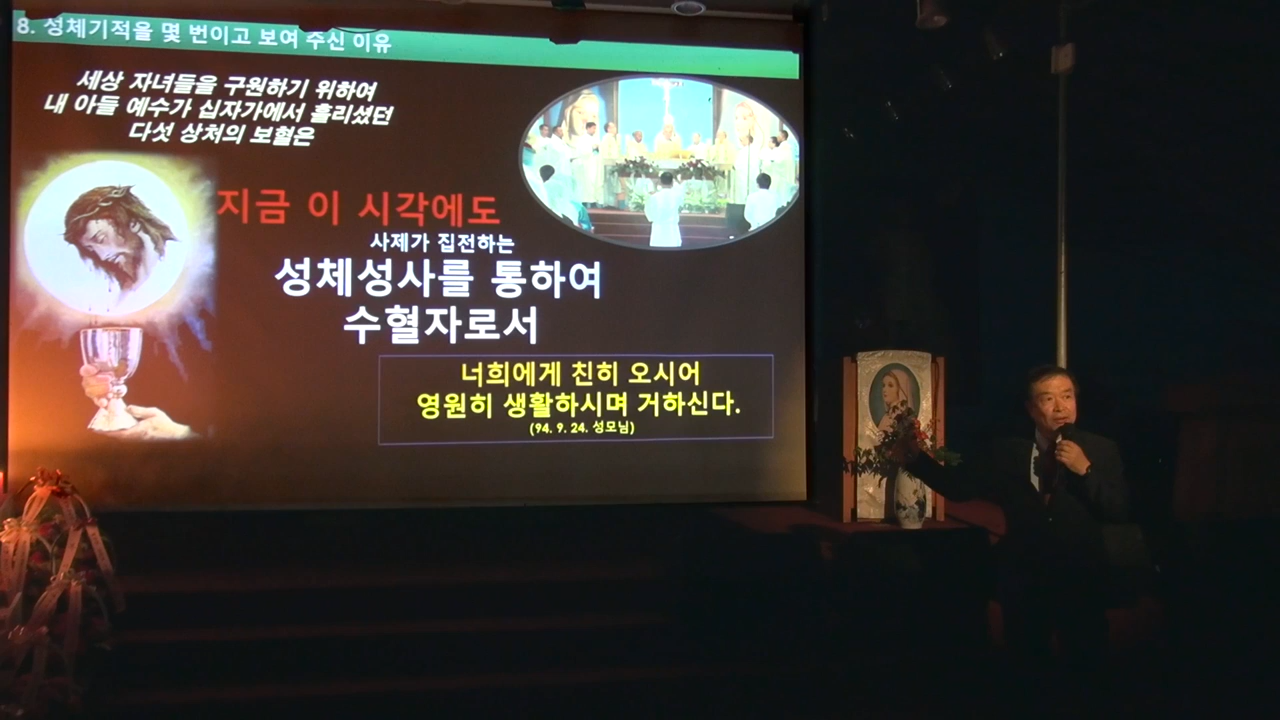 8. 성체기적을 몇 번이고 보여 주신 이유
세상 자녀들을 구원하기 위하여
내 아들 예수가 십자가에서 흘리셨던
다섯 상처의 보혈은
지금 이 시각에도
사제가 집전하는
성체성사를 통하여
수혈자로서
너희에게 친히 오시어
영원히 생활하시며 거하신다.
(94. 9. 24. 성모님)